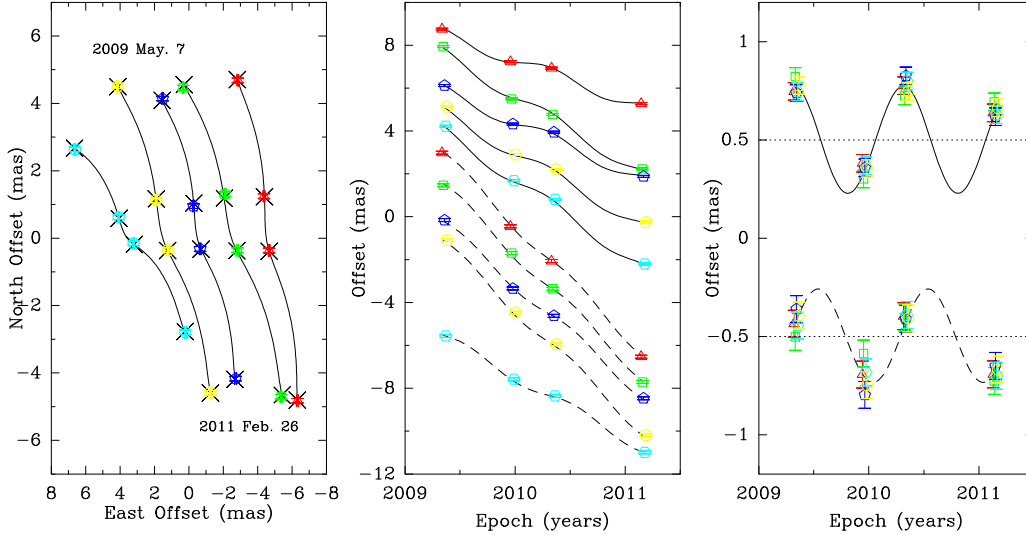 6
4
2
0
−2
−4
−6
North Offset (mas)
2009 May. 7
2011 Feb. 26
8 6 4 2 0 −2 −4 −6 −8
East Offset (mas)
8
4
0
−4
−8
−12
Offset (mas)
2009 2010 2011
Epoch (years)
1
0.5
0
−0.5
−1
Offset (mas)
2009 2010 2011
Epoch (years)